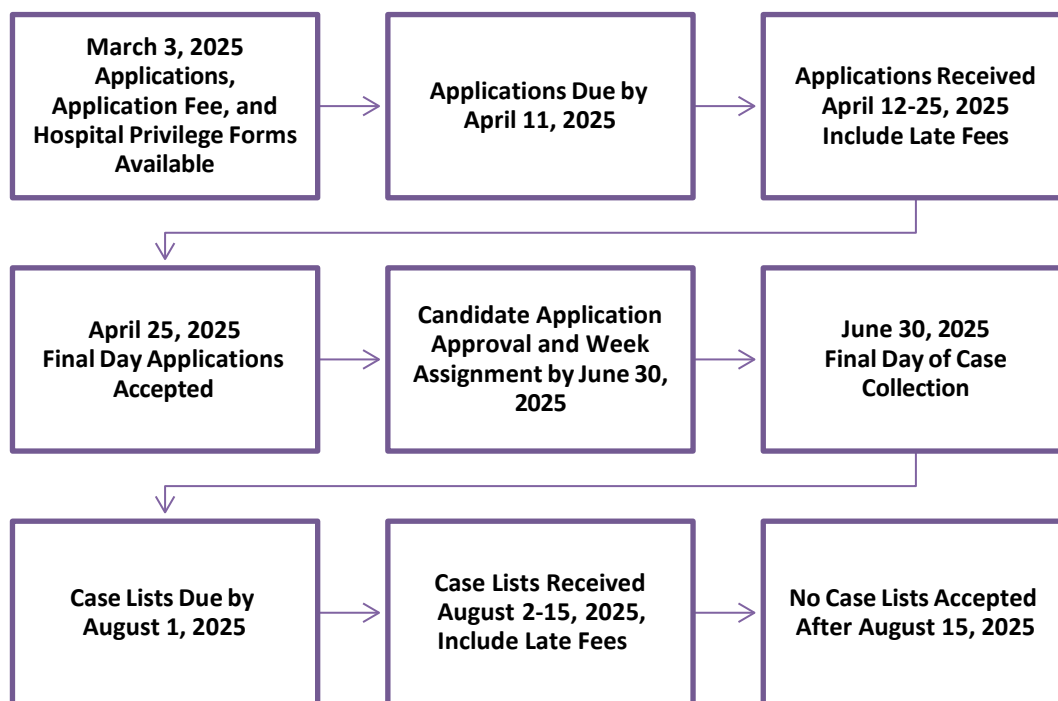 March 3, 2025
Applications,
Application Fee, and
Hospital Privilege Forms
Available
Applications Due by
April 11, 2025
Applications Received
April 12-25, 2025
Include Late Fees
April 25, 2025
Final Day Applications
Accepted
Candidate Application
Approval and Week
Assignment by June 30,
2025
June 30, 2025
Final Day of Case
Collection
Case Lists Due by
August 1, 2025
Case Lists Received
August 2-15, 2025,
Include Late Fees
No Case Lists Accepted
After August 15, 2025